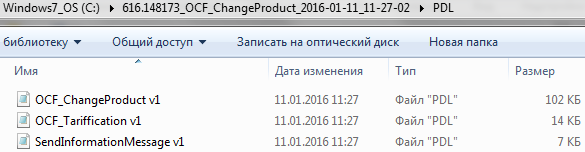 Windows7_OS (C:) ▸ 616.148173_OCF_ChangeProduct_2016-01-11_11-27-02 ▸ PDL
библиотеку ▾ Общий доступ ▾ Записать на оптический диск Новая папка
Имя Дата изменения Тип Размер
OCF_ChangeProduct v1 11.01.2016 11:27 Файл "PDL" 102 КБ
OCF_Tariffication v1 11.01.2016 11:27 Файл "PDL" 14 КБ
SendInformationMessage v1 11.01.2016 11:27 Файл "PDL" 7 КБ